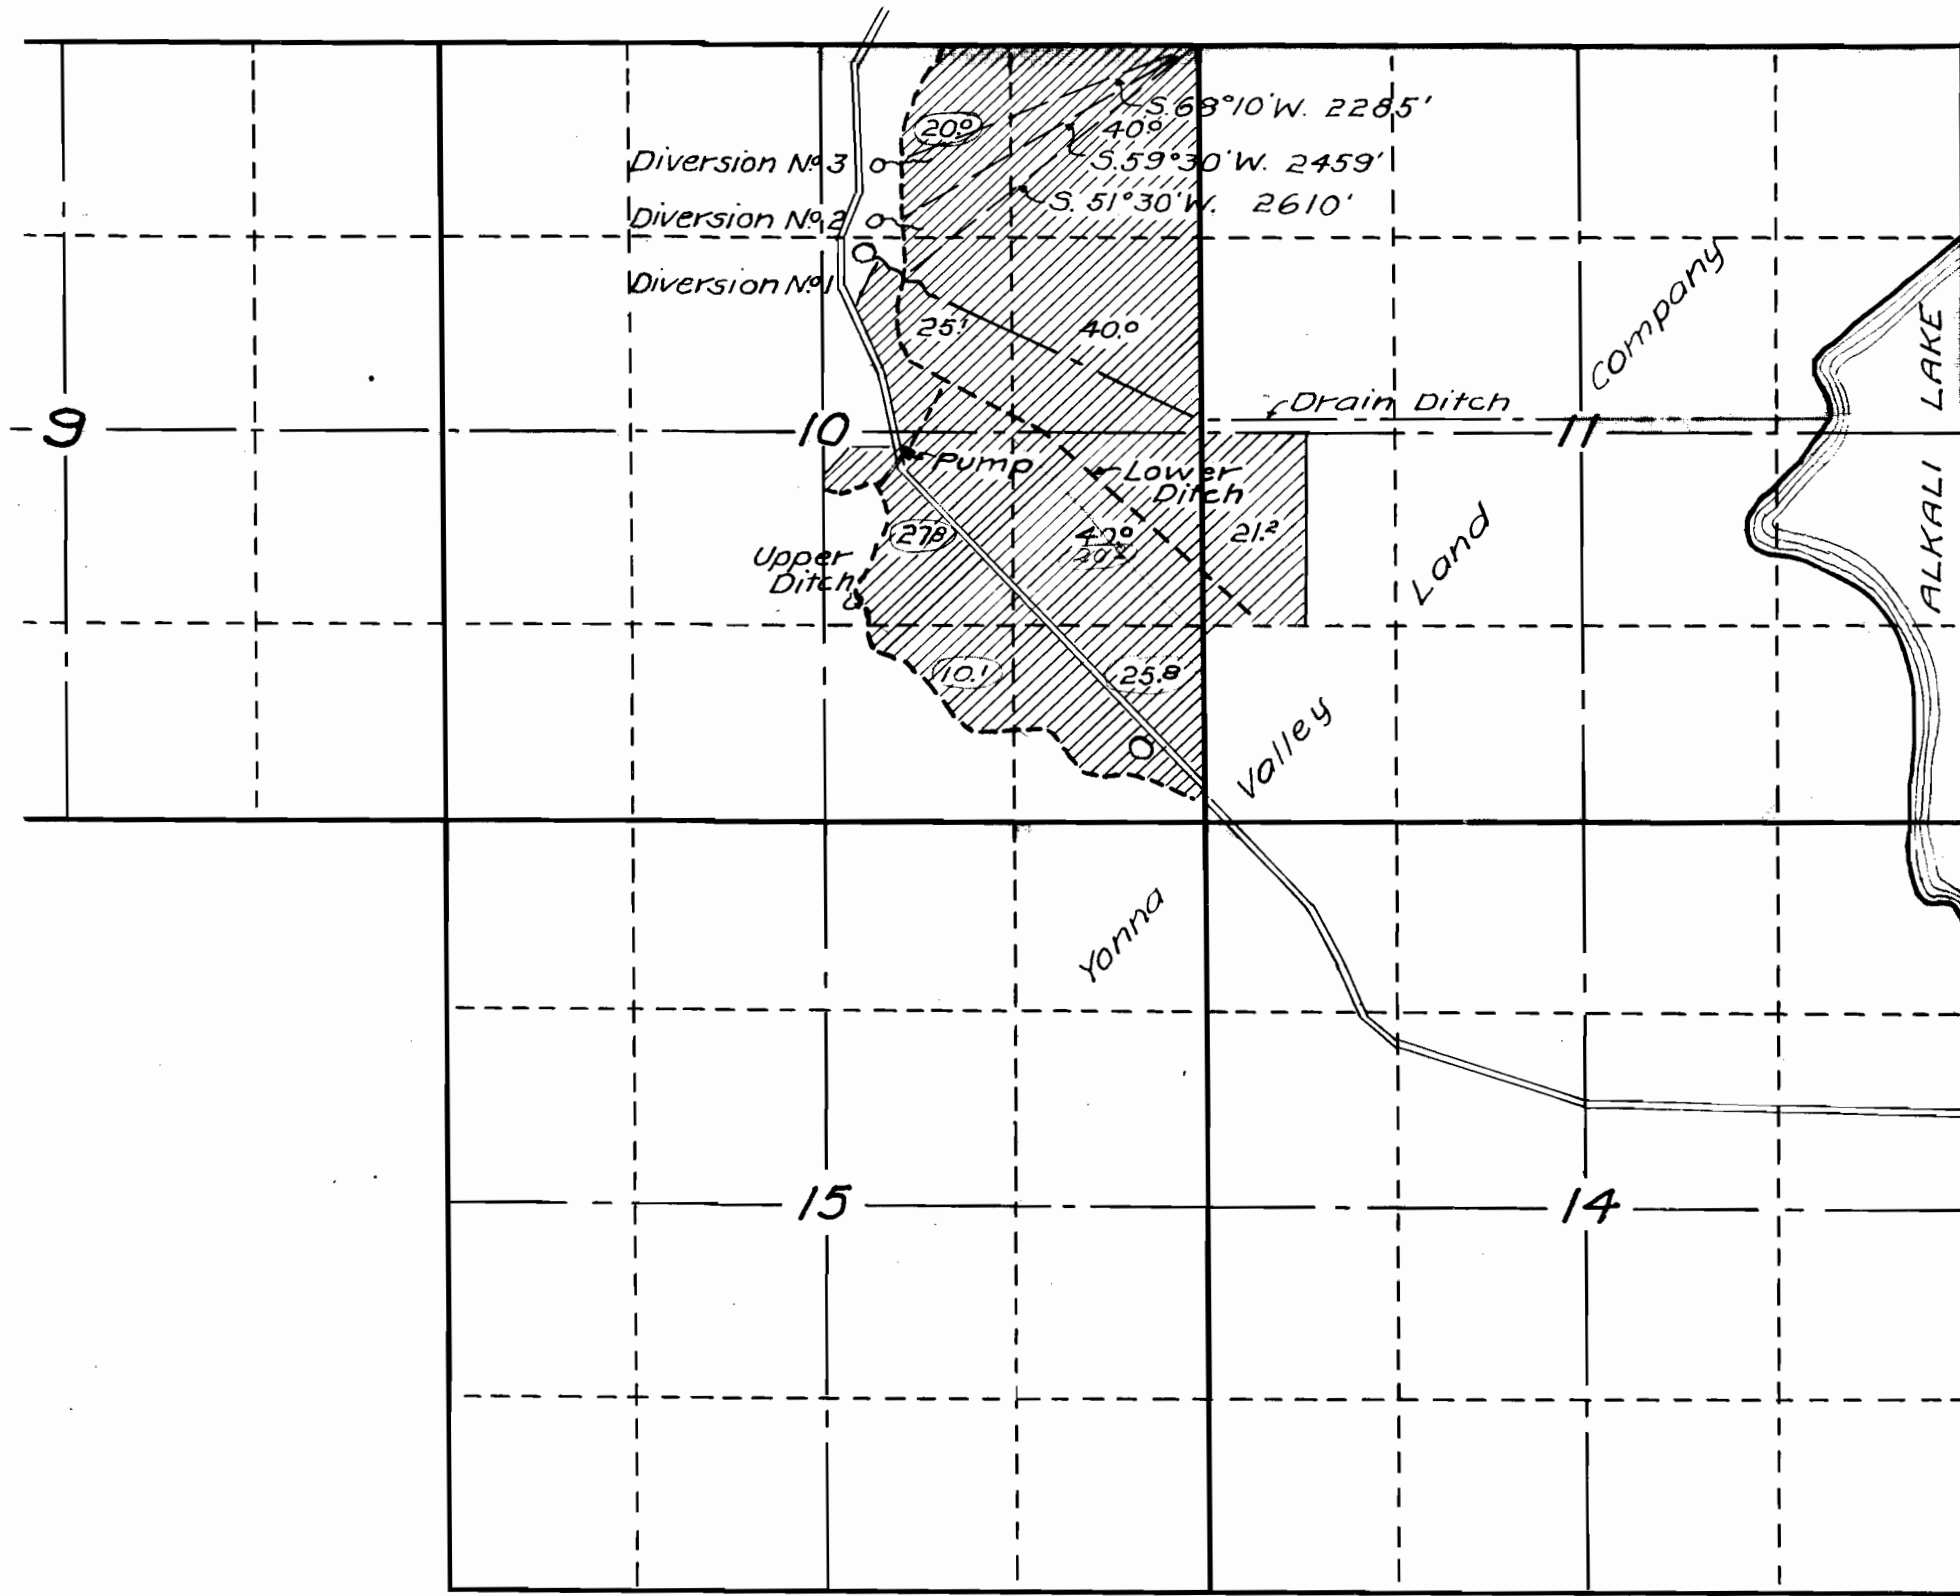 S. 68°10'W. 2285'
20.0
40.0
Diversion No. 3
S. 59°30'W. 2459'
S. 51°30'W. 2610'
Diversion No. 2
Diversion No. 1
25.1
40.0
Company
LAKE
ALKALI
Drain Ditch
9
10
11
Pump
Lower
Ditch
27.8
40.0
21.2
Upper
Ditch
Land
10.1
25.8
Valley
Yonna
15
14